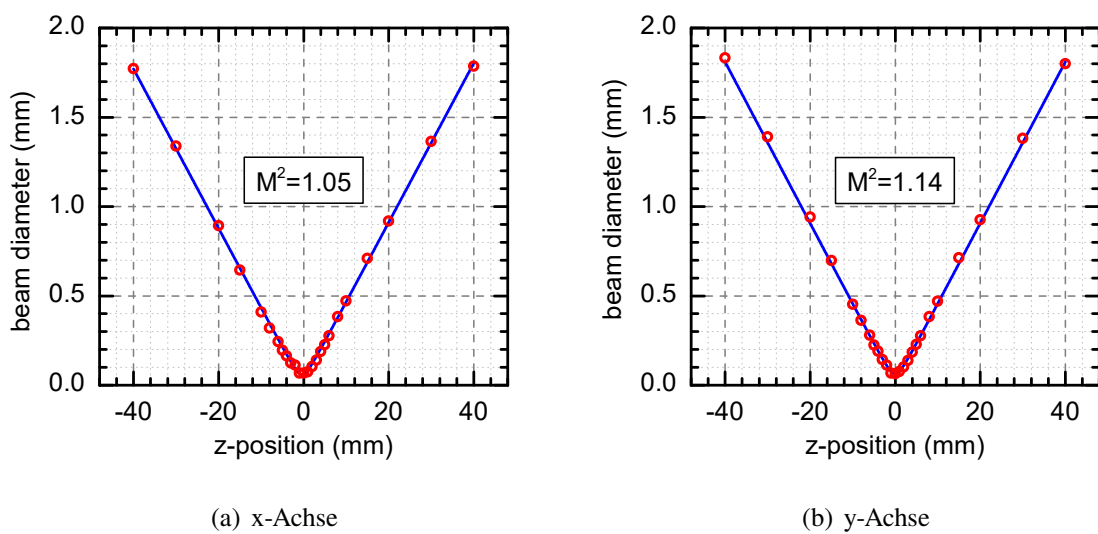 2.0
1.5
1.0
0.5
0.0
beam diameter (mm)
M²=1.05
-40 -20 0 20 40
z-position (mm)
(a) x-Achse
2.0
1.5
1.0
0.5
0.0
beam diameter (mm)
M²=1.14
-40 -20 0 20 40
z-position (mm)
(b) y-Achse